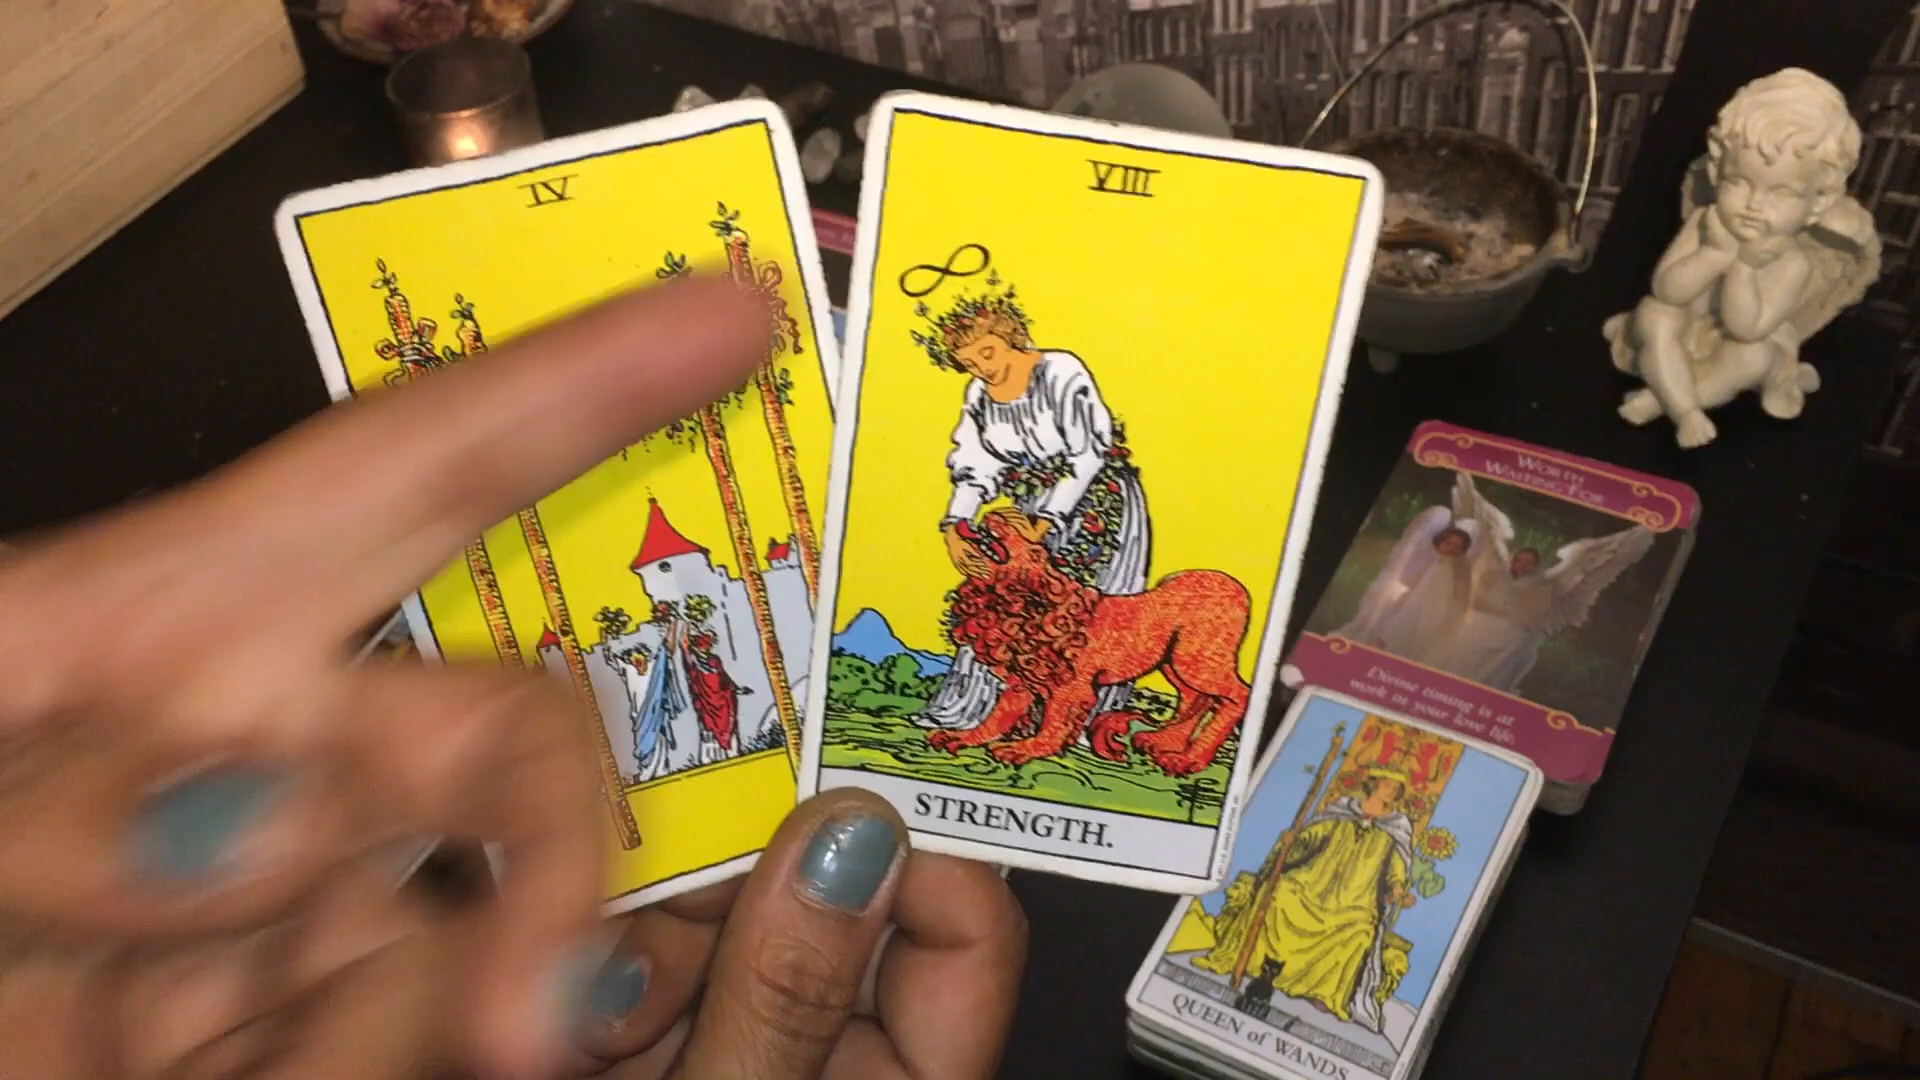 IV
VIII
STRENGTH.
WORTH
WAITING FOR
Divine timing is at
work in your love life.
QUEEN of WANDS